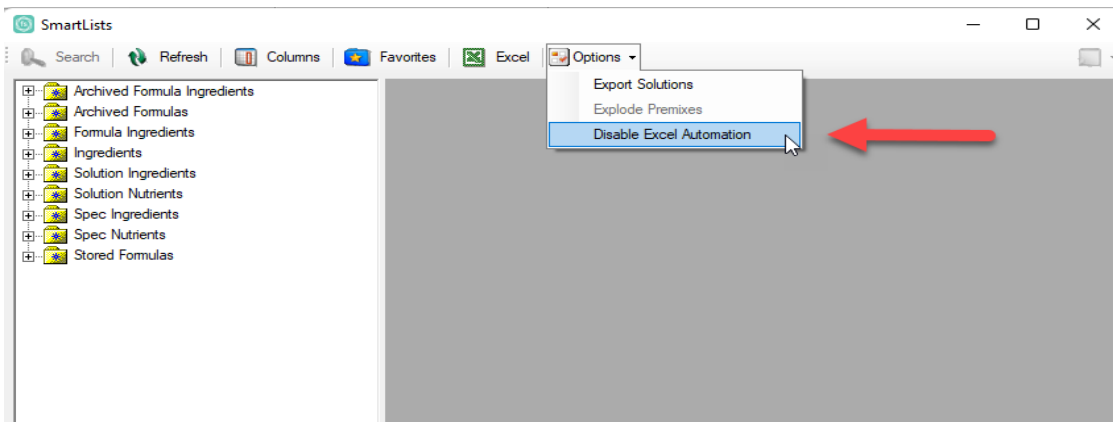 SmartLists
Search Refresh Columns Favorites Excel Options
Export Solutions
Explode Premixes
Disable Excel Automation
Archived Formula Ingredients
Archived Formulas
Formula Ingredients
Ingredients
Solution Ingredients
Solution Nutrients
Spec Ingredients
Spec Nutrients
Stored Formulas